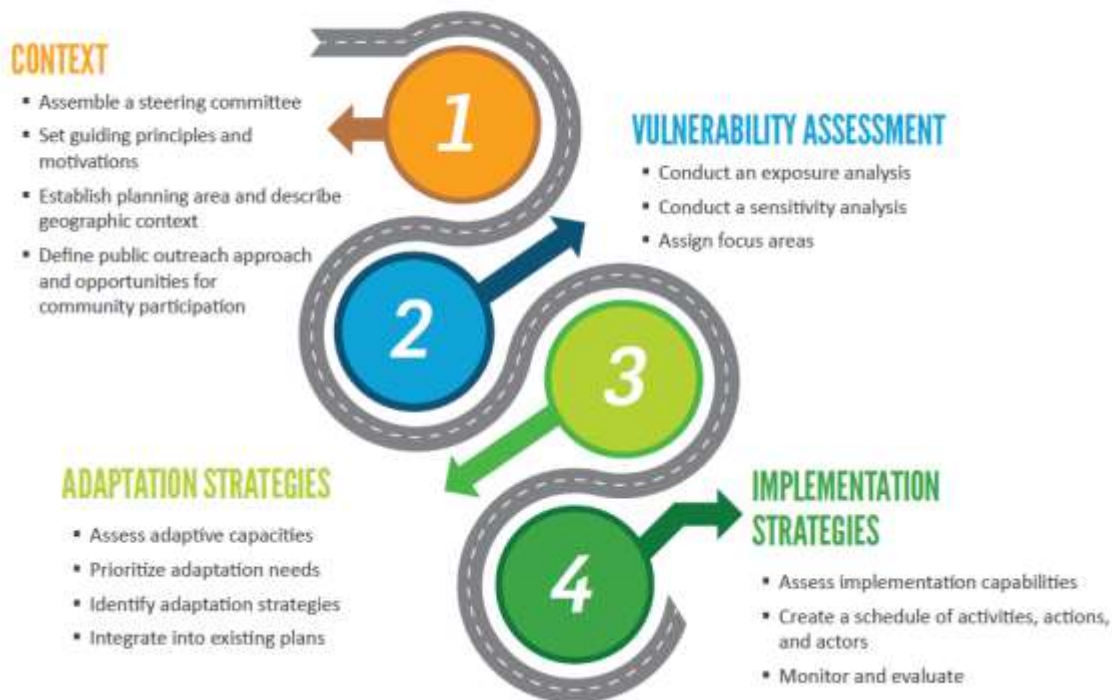 CONTEXT
▪ Assemble a steering committee
▪ Set guiding principles and
motivations
▪ Establish planning area and describe
geographic context
▪ Define public outreach approach
and opportunities for
community participation
1
VULNERABILITY ASSESSMENT
▪ Conduct an exposure analysis
▪ Conduct a sensitivity analysis
▪ Assign focus areas
2
3
ADAPTATION STRATEGIES
▪ Assess adaptive capacities
▪ Prioritize adaptation needs
▪ Identify adaptation strategies
▪ Integrate into existing plans
4
IMPLEMENTATION
STRATEGIES
▪ Assess implementation capabilities
▪ Create a schedule of activities, actions,
and actors
▪ Monitor and evaluate